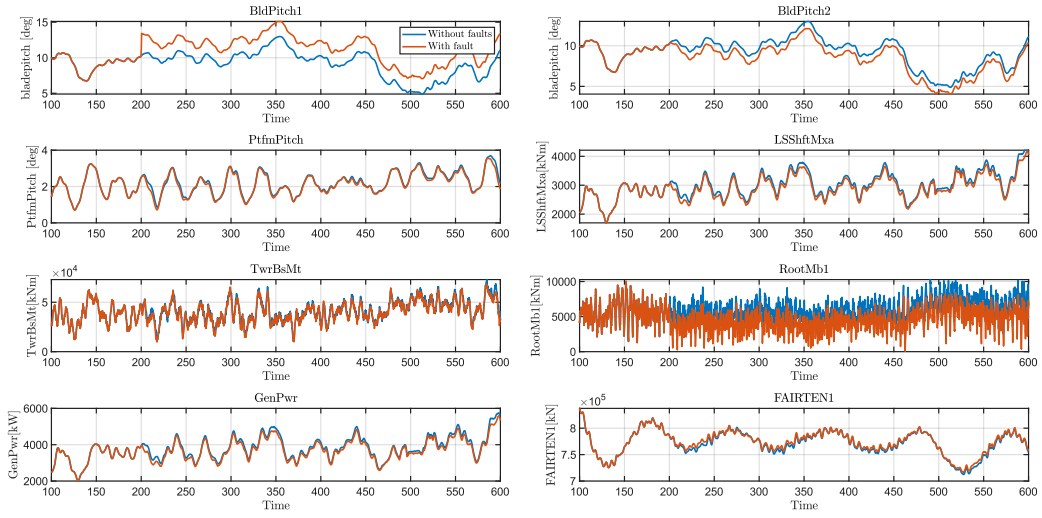 BldPitch1
bladepitch [deg]
15
10
5
Without faults
With fault
100 150 200 250 300 350 400 450 500 550 600
Time
BldPitch2
bladepitch [deg]
10
5
100 150 200 250 300 350 400 450 500 550 600
Time
PtfmPitch
PtfmPitch [deg]
4
2
0
100 150 200 250 300 350 400 450 500 550 600
Time
LSShftMxa
LSShftMxa[kNm]
4000
3000
2000
100 150 200 250 300 350 400 450 500 550 600
Time
TwrBsMt
×10⁴
TwrBsMt[kNm]
5
0
100 150 200 250 300 350 400 450 500 550 600
Time
RootMb1
RootMb1[kNm]
10000
5000
0
100 150 200 250 300 350 400 450 500 550 600
Time
GenPwr
GenPwr[kW]
6000
4000
2000
100 150 200 250 300 350 400 450 500 550 600
Time
FAIRTEN1
×10⁵
FAIRTEN1[kN]
8
7.5
7
100 150 200 250 300 350 400 450 500 550 600
Time